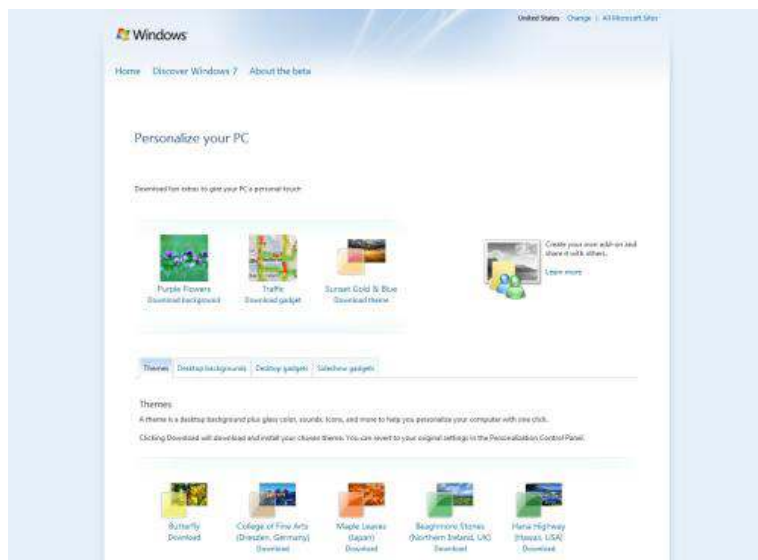 United States Change | All Microsoft Sites
Windows
Home Discover Windows 7 About the beta
Personalize your PC
Download fun extras to give your PC a personal touch
Create your own add-on and
share it with others.
Learn more
Purple Flowers
Download background
Traffic
Download gadget
Sunset Gold & Blue
Download theme
Themes Desktop backgrounds Desktop gadgets Sideshow gadgets
Themes
A theme is a desktop background plus glass color, sounds, icons, and more to help you personalize your computer with one click.
Clicking Download will download and install your chosen theme. You can revert to your original settings in the Personalization Control Panel.
Butterfly
Download
College of Fine Arts
(Dresden, Germany)
Download
Maple Leaves
(Japan)
Download
Beaghmore Stones
(Northern Ireland, UK)
Download
Hana Highway
(Hawaii, USA)
Download